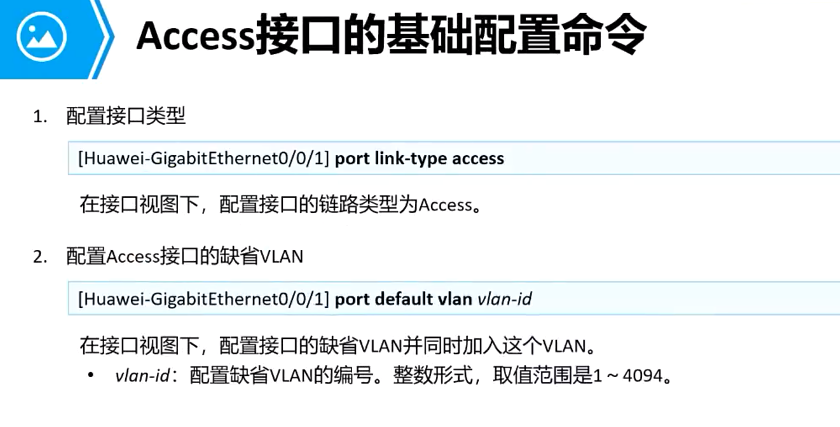 Access接口的基础配置命令
1. 配置接口类型
[Huawei-GigabitEthernet0/0/1] port link-type access
在接口视图下，配置接口的链路类型为Access。
2. 配置Access接口的缺省VLAN
[Huawei-GigabitEthernet0/0/1] port default vlan vlan-id
在接口视图下，配置接口的缺省VLAN并同时加入这个VLAN。
• vlan-id：配置缺省VLAN的编号。整数形式，取值范围是1～4094。